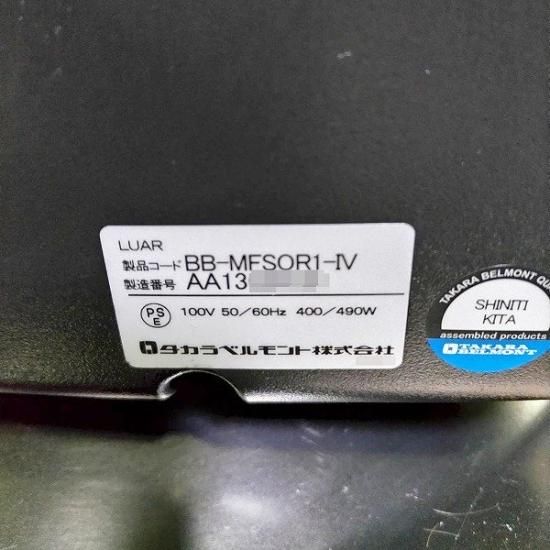 LUAR
製品コード BB-MFSOR1-IV
製造番号 AA13
PS
E
100V 50/60Hz 400/490W
タカラベルモント株式会社
TAKARA BELMONT QU
SHINITI
KITA
assembled products
TAKARA
BELMONT